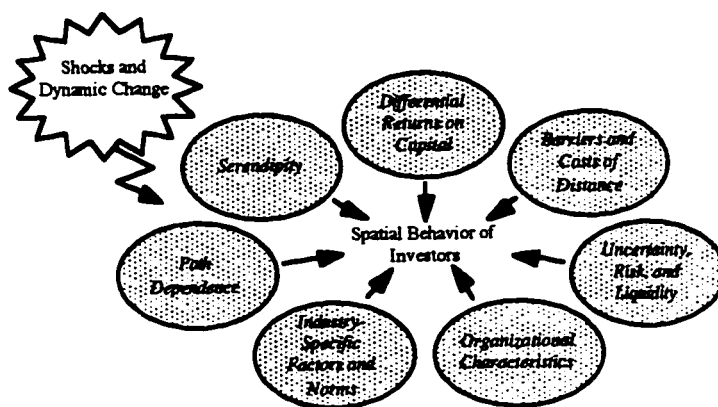 Shocks and
Dynamic Change
Differential
Returns on
Capital
Serendipity
Barriers and
Costs of
Distance
Spatial Behavior of
Investors
Path
Dependence
Uncertainty,
Risk, and
Liquidity
Industry-
Specific
Factors and
Norms
Organizational
Characteristics